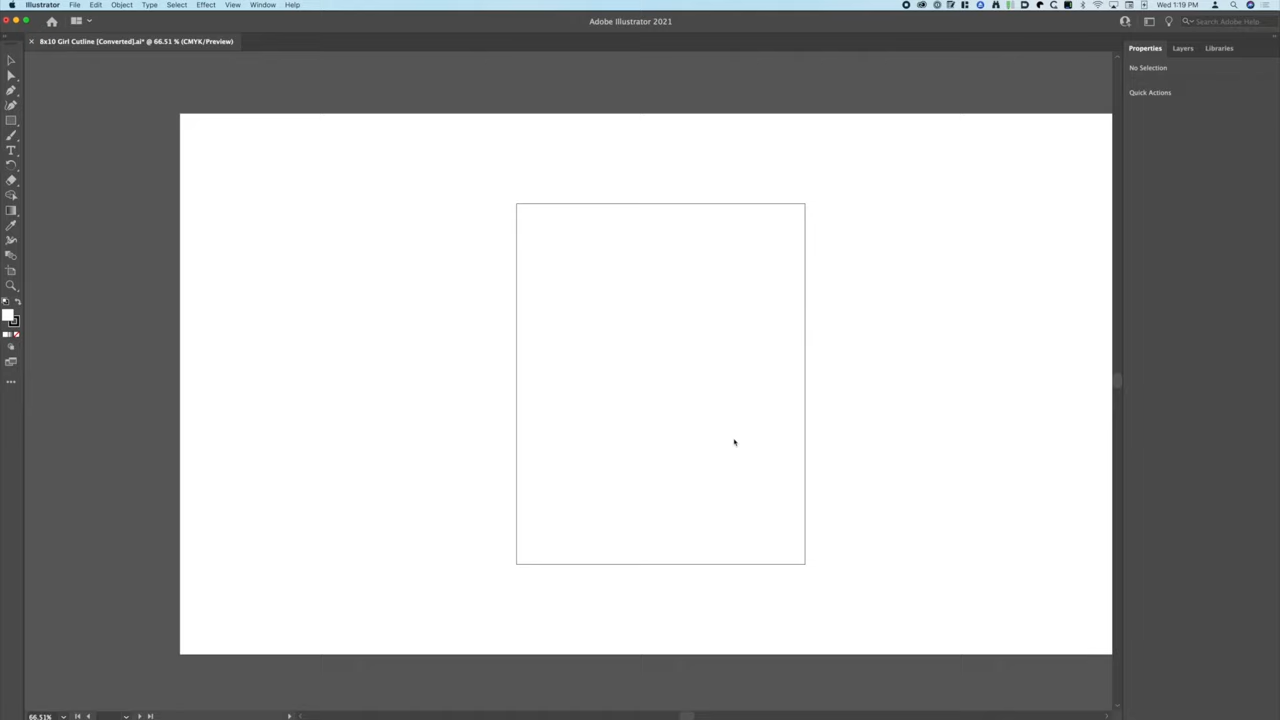 Illustrator File Edit Object Type Select Effect View Window Help
Wed 1:19 PM
Adobe Illustrator 2021
Search Adobe Help
8x10 Girl Cutline [Converted].ai* @ 66.51 % (CMYK/Preview)
Properties Layers Libraries
No Selection
Quick Actions
66.51%